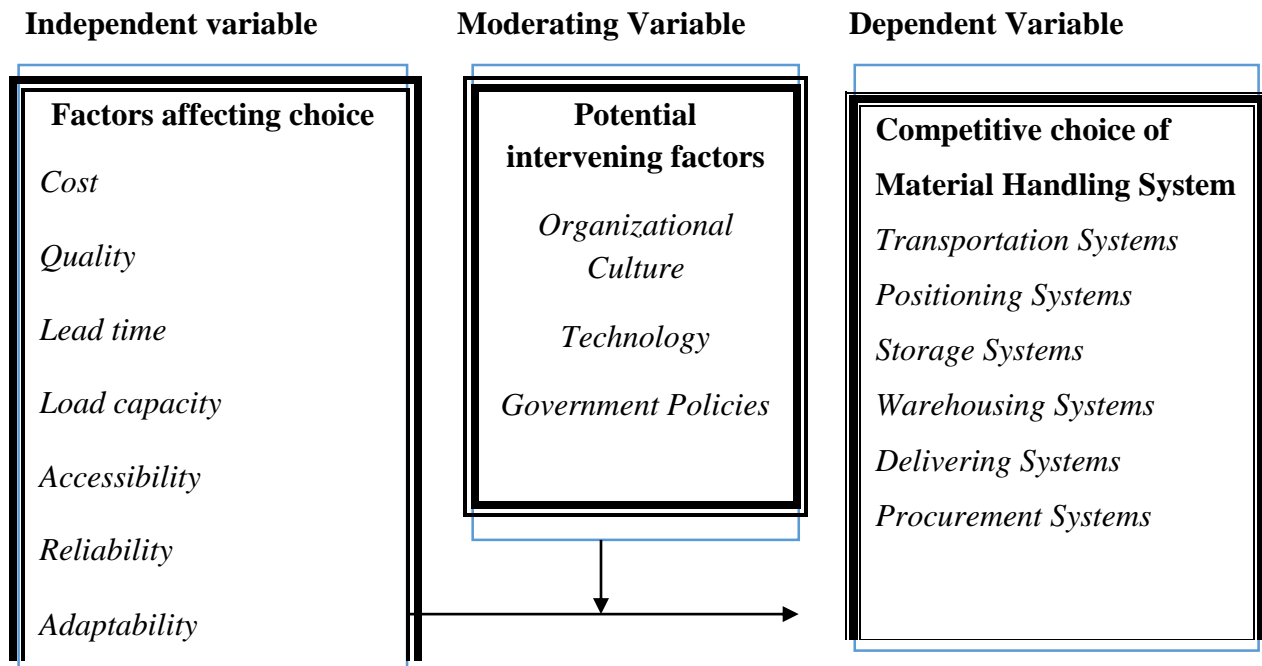 Independent variable
Moderating Variable
Dependent Variable
Factors affecting choice
Cost
Quality
Lead time
Load capacity
Accessibility
Reliability
Adaptability
Potential
intervening factors
Organizational
Culture
Technology
Government Policies
Competitive choice of
Material Handling System
Transportation Systems
Positioning Systems
Storage Systems
Warehousing Systems
Delivering Systems
Procurement Systems